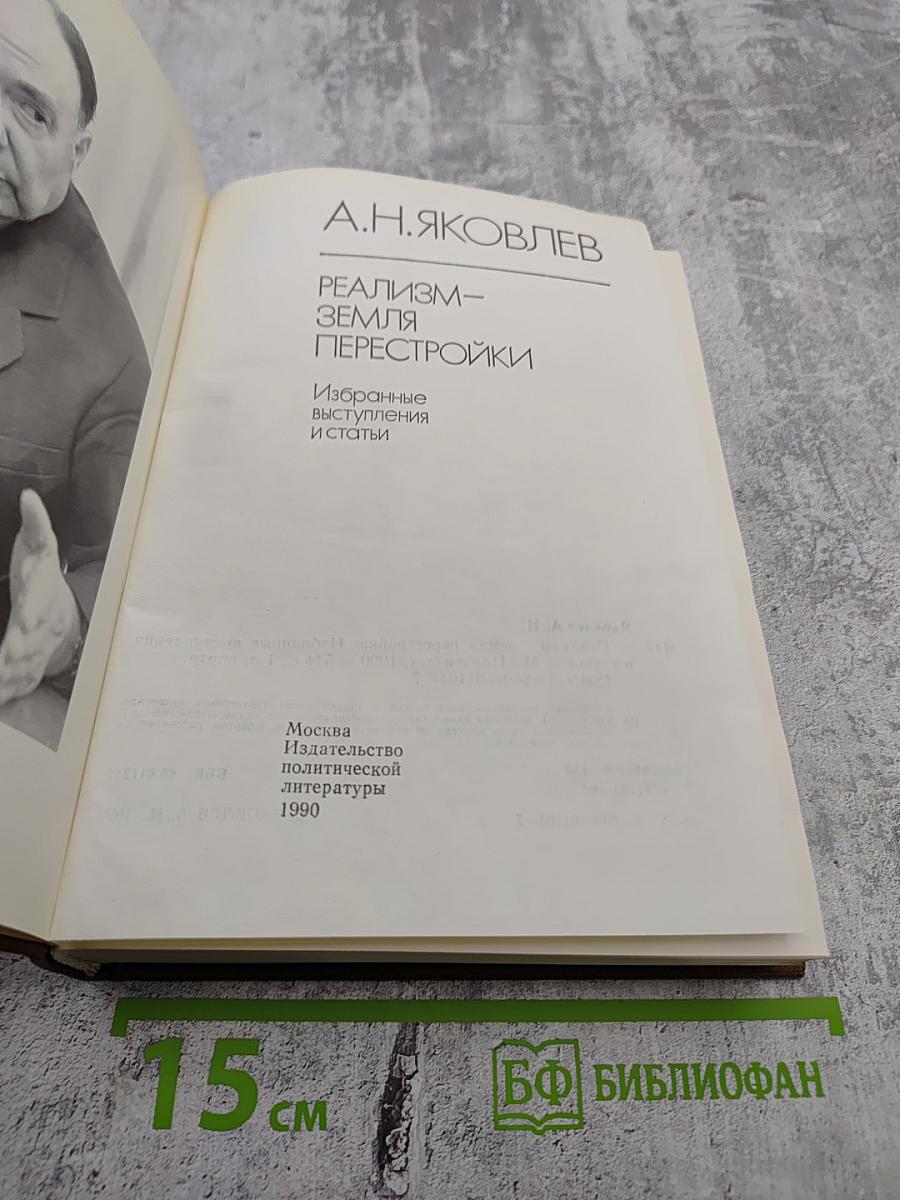 А.Н.ЯКОВЛЕВ
РЕАЛИЗМ—
ЗЕМЛЯ
ПЕРЕСТРОЙКИ
Избранные
выступления
и статьи
Москва
Издательство
политической
литературы
1990
15 см
БФ БИБЛИОФАН